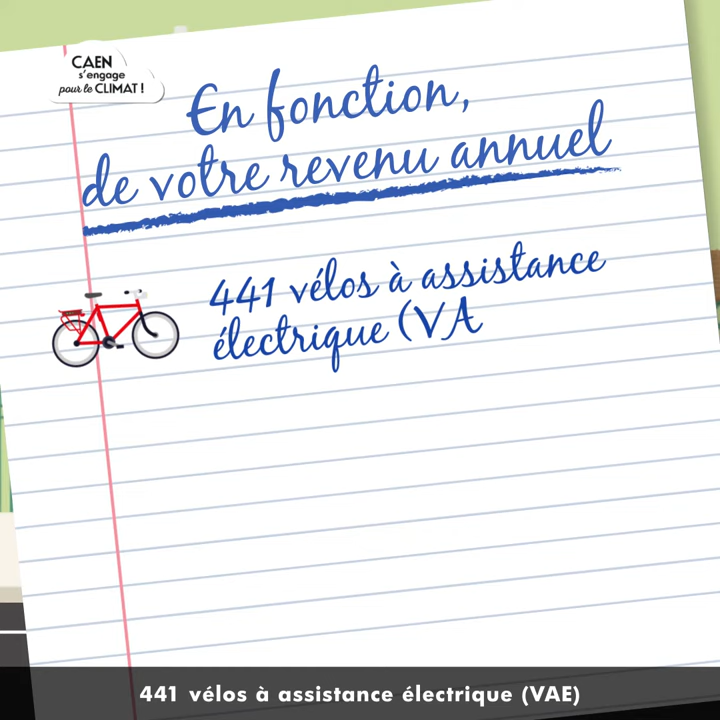 CAEN
s'engage
pour le CLIMAT !
En fonction,
de votre revenu annuel
441 vélos à assistance
électrique (VA
441 vélos à assistance électrique (VAE)